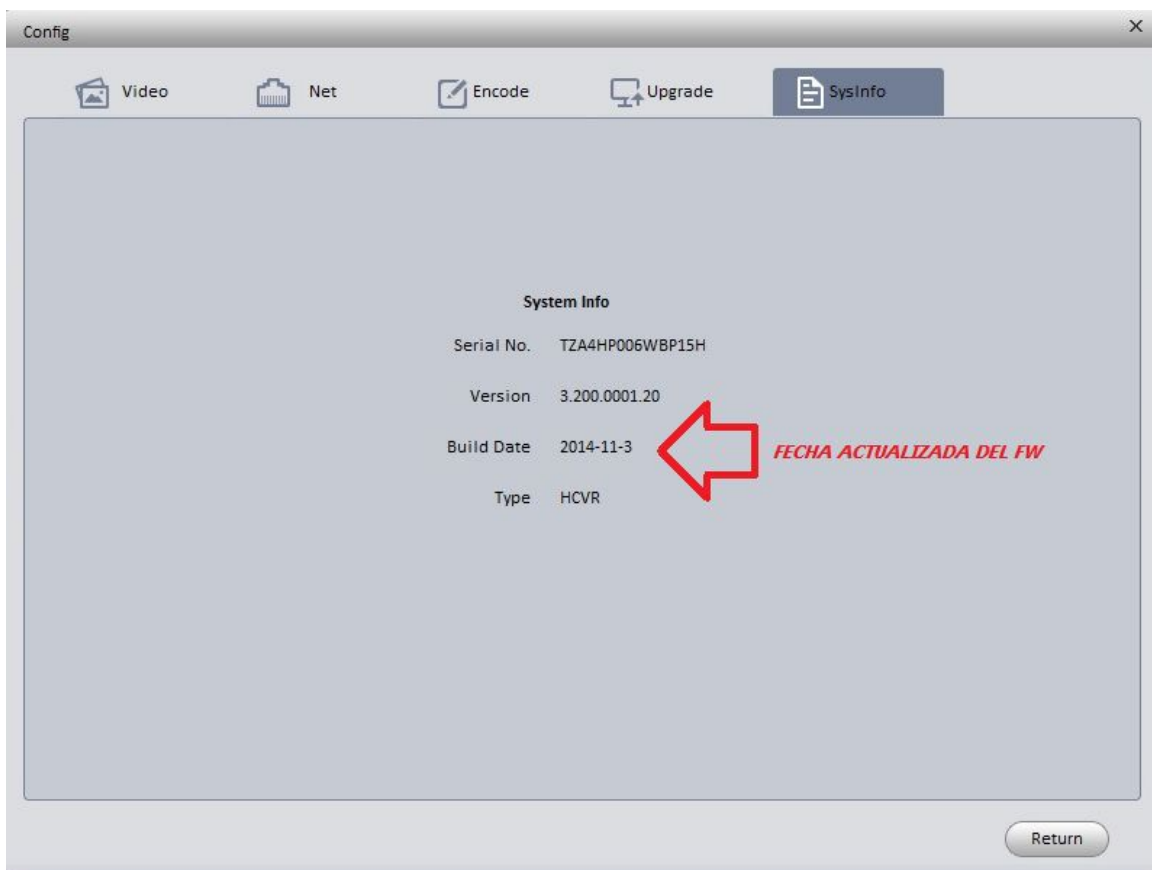 Config
Video Net Encode Upgrade SysInfo
System Info
Serial No. TZA4HP006WBP15H
Version 3.200.0001.20
Build Date 2014-11-3 FECHA ACTUALIZADA DEL FW
Type HCVR
Return